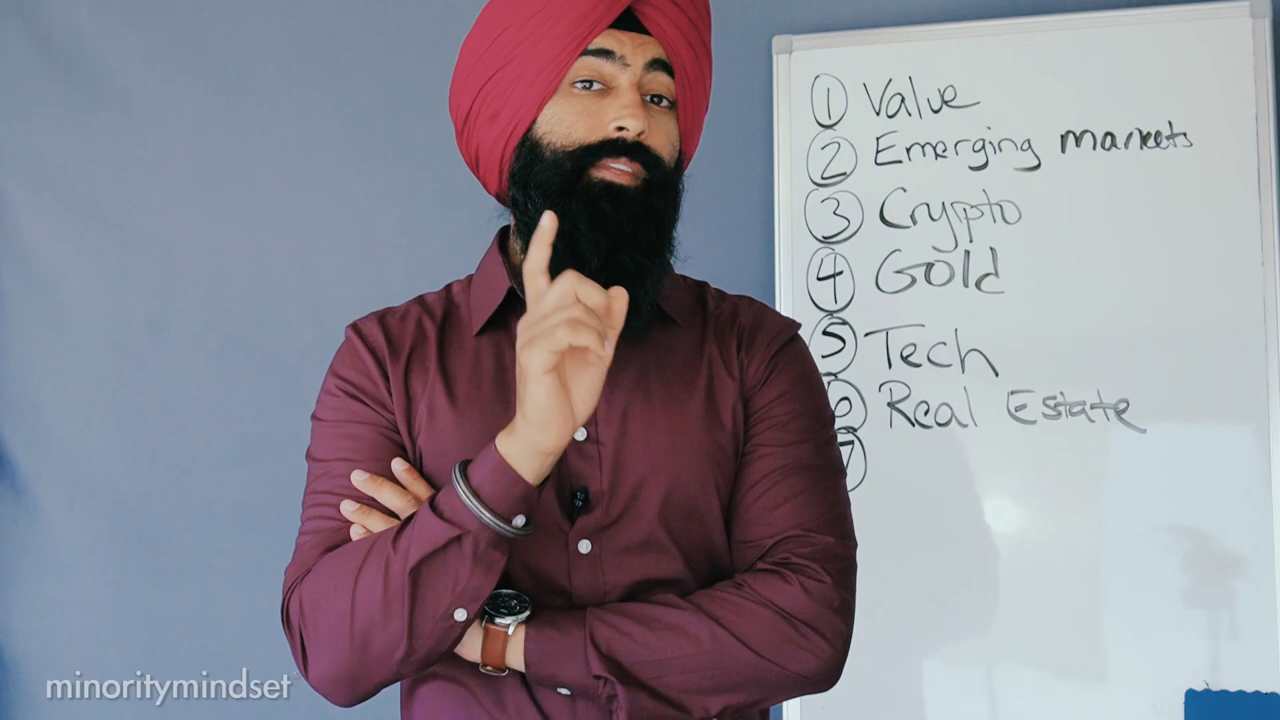 ① Value
② Emerging markets
③ Crypto
④ Gold
⑤ Tech
⑥ Real Estate
⑦
minoritymindset